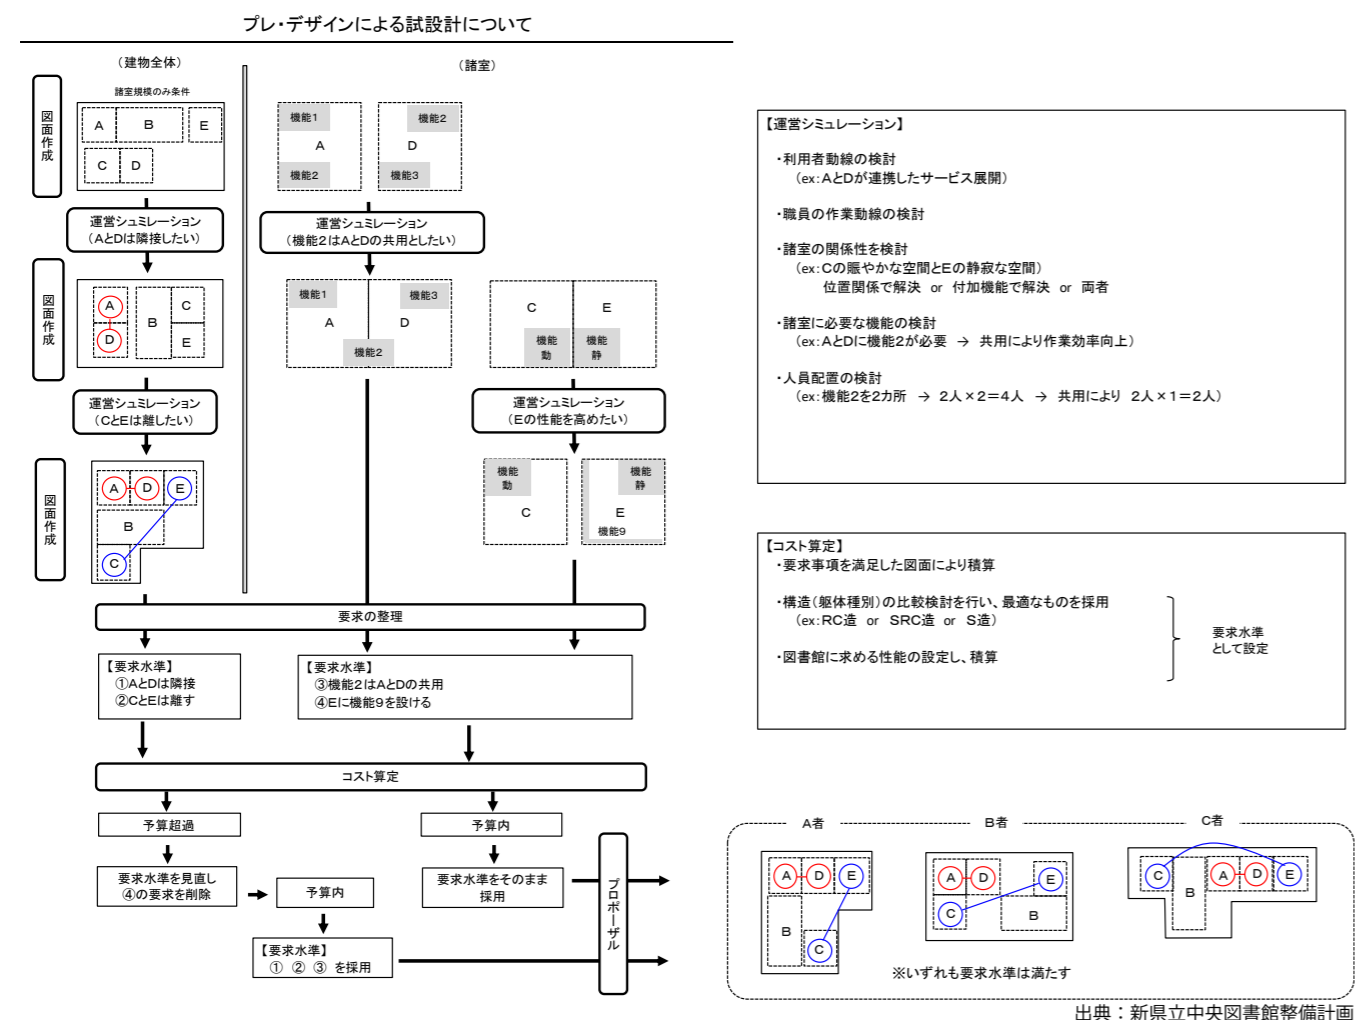 プレ・デザインによる試設計について
（建物全体）
（諸室）
図面作成
諸室規模のみ条件
A
B
E
C
D
機能1
A
機能2
機能2
D
機能3
運営シュミレーション
（AとDは隣接したい）
運営シュミレーション
（機能2はAとDの共用としたい）
図面作成
A
D
B
C
E
機能1
A
機能3
D
機能2
C
E
機能
動
機能
静
運営シュミレーション
（CとEは離したい）
運営シュミレーション
（Eの性能を高めたい）
図面作成
A
D
E
B
C
機能
動
C
機能
静
E
機能9
要求の整理
【要求水準】
①AとDは隣接
②CとEは離す
【要求水準】
③機能2はAとDの共用
④Eに機能9を設ける
コスト算定
予算超過
予算内
要求水準を見直し
④の要求を削除
予算内
要求水準をそのまま
採用
【要求水準】
① ② ③ を採用
プロポーザル
【運営シミュレーション】
・利用者動線の検討
（ex：AとDが連携したサービス展開）
・職員の作業動線の検討
・諸室の関係性を検討
（ex：Cの賑やかな空間とEの静寂な空間）
位置関係で解決 or 付加機能で解決 or 両者
・諸室に必要な機能の検討
（ex：AとDに機能2が必要 → 共用により作業効率向上）
・人員配置の検討
（ex：機能2を2カ所 → 2人×2＝4人 → 共用により 2人×1＝2人）
【コスト算定】
・要求事項を満足した図面により積算
・構造（躯体種別）の比較検討を行い、最適なものを採用
（ex：RC造 or SRC造 or S造）
・図書館に求める性能の設定し、積算
要求水準
として設定
A者
B者
C者
A
D
E
B
C
A
D
E
C
B
C
B
A
D
E
※いずれも要求水準は満たす
出典：新県立中央図書館整備計画